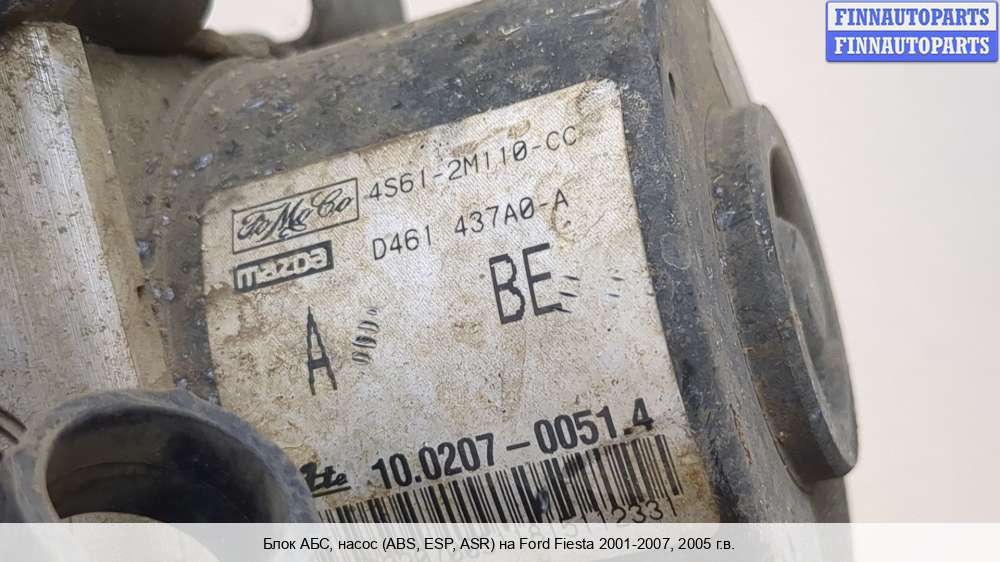 FINNAUTOPARTS
FINNAUTOPARTS
FoMoCo 4S61-2M110-CC
mazda D461 437A0-A
A BE
Ate 10.0207-0051.4
Блок АБС, насос (ABS, ESP, ASR) на Ford Fiesta 2001-2007, 2005 г.в.